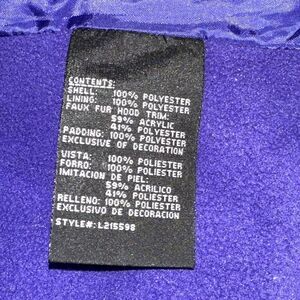 CONTENTS:
SHELL: 100% POLYESTER
LINING: 100% POLYESTER
FAUX FUR HOOD TRIM:
59% ACRYLIC
41% POLYESTER
PADDING: 100% POLYESTER
EXCLUSIVE OF DECORATION
VISTA: 100% POLIESTER
FORRO: 100% POLIESTER
IMITACION DE PIEL:
59% ACRILICO
41% POLIESTER
RELLENO: 100% POLIESTER
EXCLUSIVO DE DECORACION
STYLE#:L215598